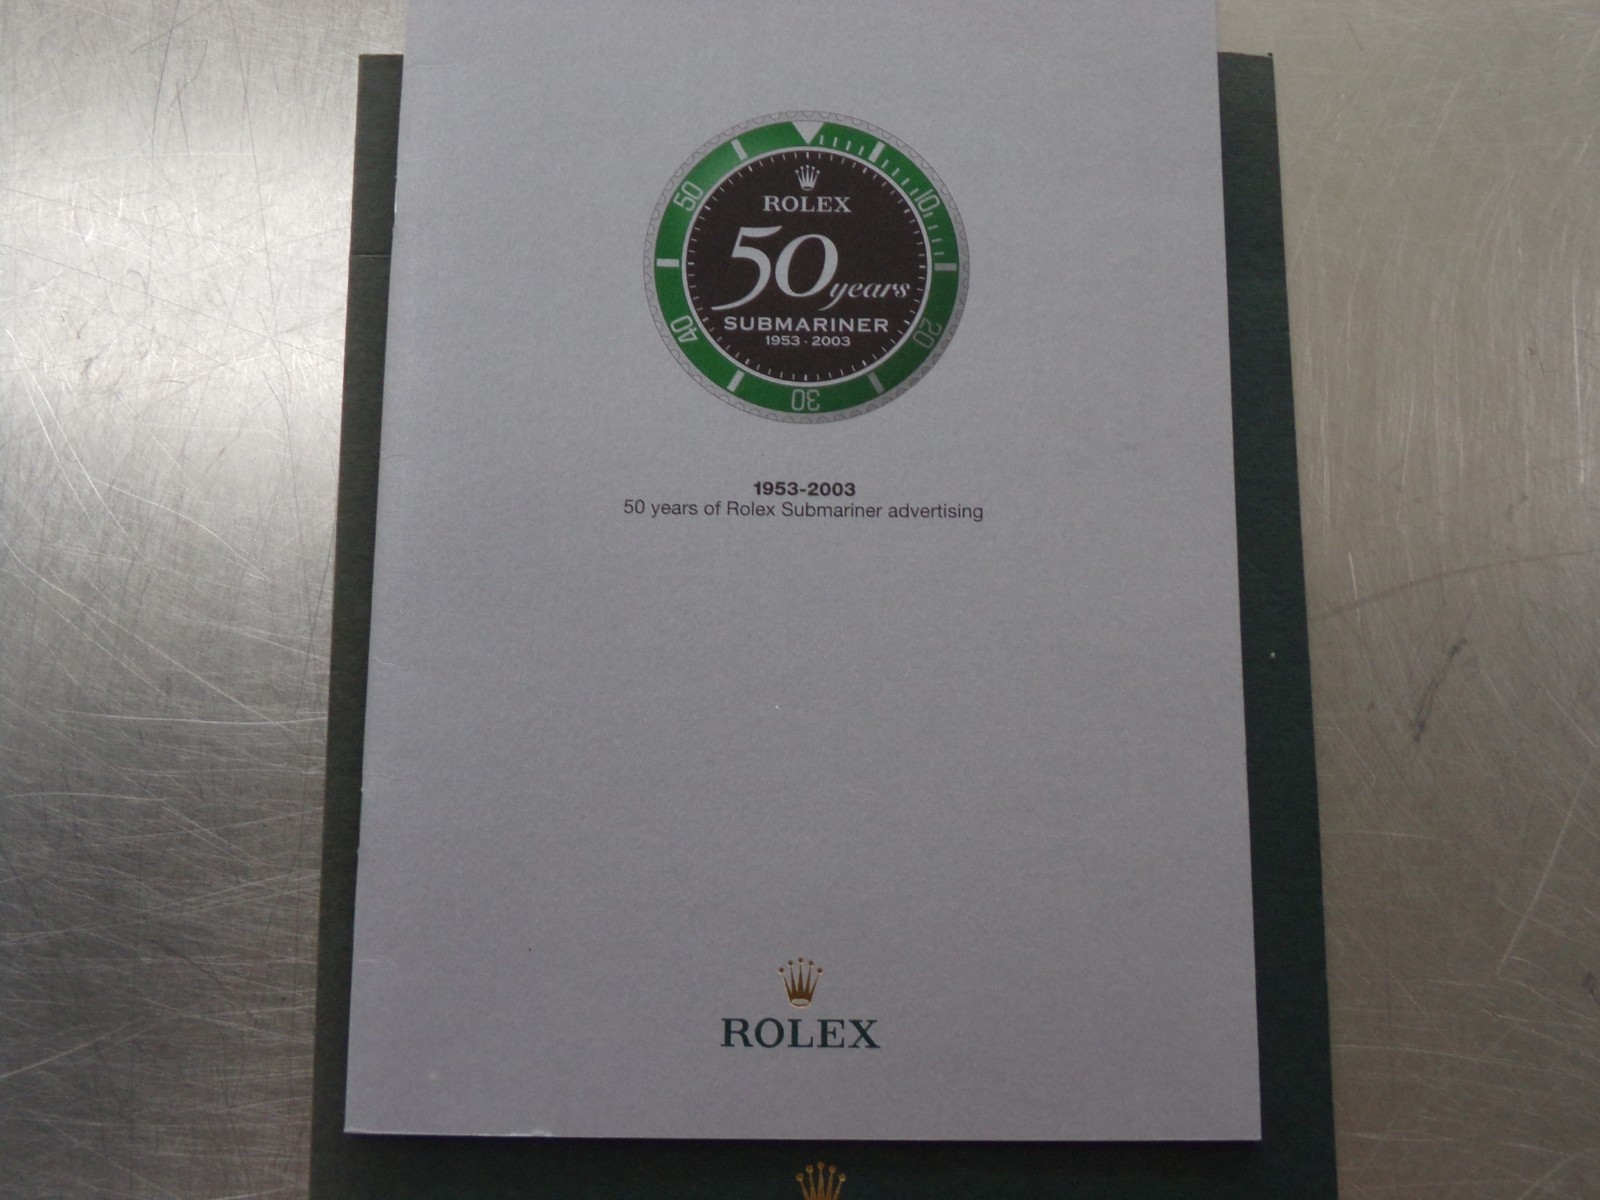 ROLEX
50 years
SUBMARINER
1953 · 2003
10
20
30
40
50
1953-2003
50 years of Rolex Submariner advertising
ROLEX